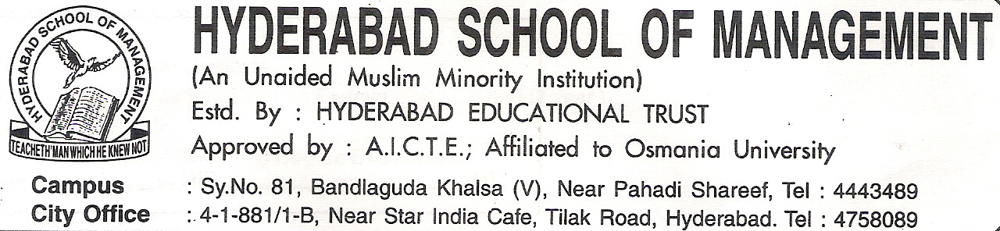 HYDERABAD SCHOOL OF MANAGEMENT
TEACHETH MAN WHICH HE KNEW NOT
HYDERABAD SCHOOL OF MANAGEMENT
(An Unaided Muslim Minority Institution)
Estd. By : HYDERABAD EDUCATIONAL TRUST
Approved by : A.I.C.T.E.; Affiliated to Osmania University
Campus : Sy.No. 81, Bandlaguda Khalsa (V), Near Pahadi Shareef, Tel : 4443489
City Office : 4-1-881/1-B, Near Star India Cafe, Tilak Road, Hyderabad. Tel : 4758089